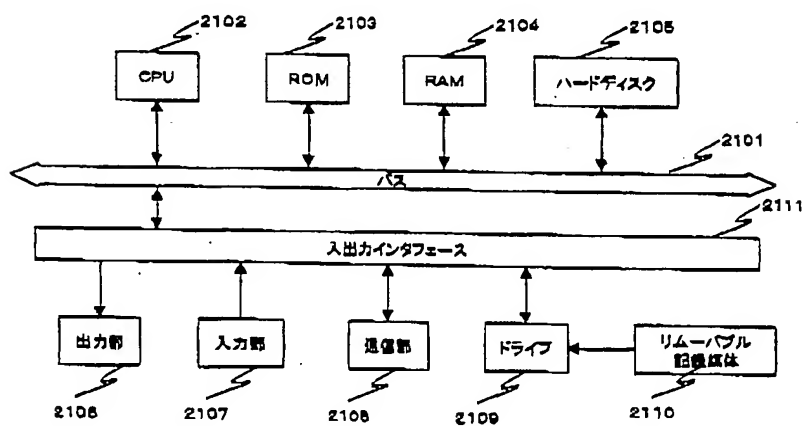 2102
2103
2104
2105
CPU
ROM
RAM
ハードディスク
2101
バス
2111
入出力インタフェース
出力部
入力部
通信部
ドライブ
リムーバブル
記録媒体
2106
2107
2108
2109
2110